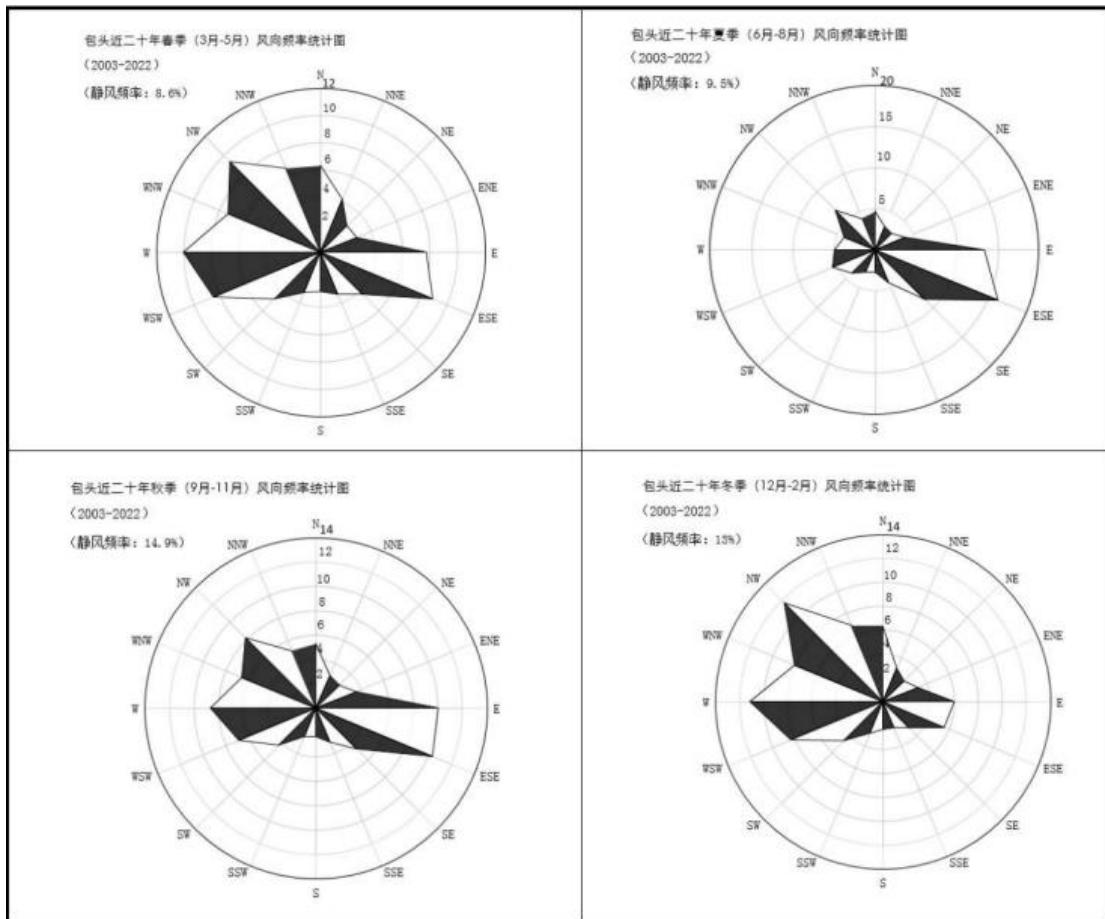 包头近二十年春季（3月-5月）风向频率统计图
（2003-2022）
（静风频率：8.6%）
N
12
NNW
NNE
10
NW
NE
8
6
WNW
ENE
4
2
W
E
WSW
ESE
SW
SE
SSW
SSE
S
包头近二十年夏季（6月-8月）风向频率统计图
（2003-2022）
（静风频率：9.5%）
N
20
NNW
NNE
15
NW
NE
10
WNW
ENE
5
W
E
WSW
ESE
SW
SE
SSW
SSE
S
包头近二十年秋季（9月-11月）风向频率统计图
（2003-2022）
（静风频率：14.9%）
N
14
NNW
NNE
12
NW
NE
10
8
WNW
ENE
6
4
2
W
E
WSW
ESE
SW
SE
SSW
SSE
S
包头近二十年冬季（12月-2月）风向频率统计图
（2003-2022）
（静风频率：13%）
N
14
NNW
NNE
12
NW
NE
10
8
WNW
ENE
6
4
2
W
E
WSW
ESE
SW
SE
SSW
SSE
S